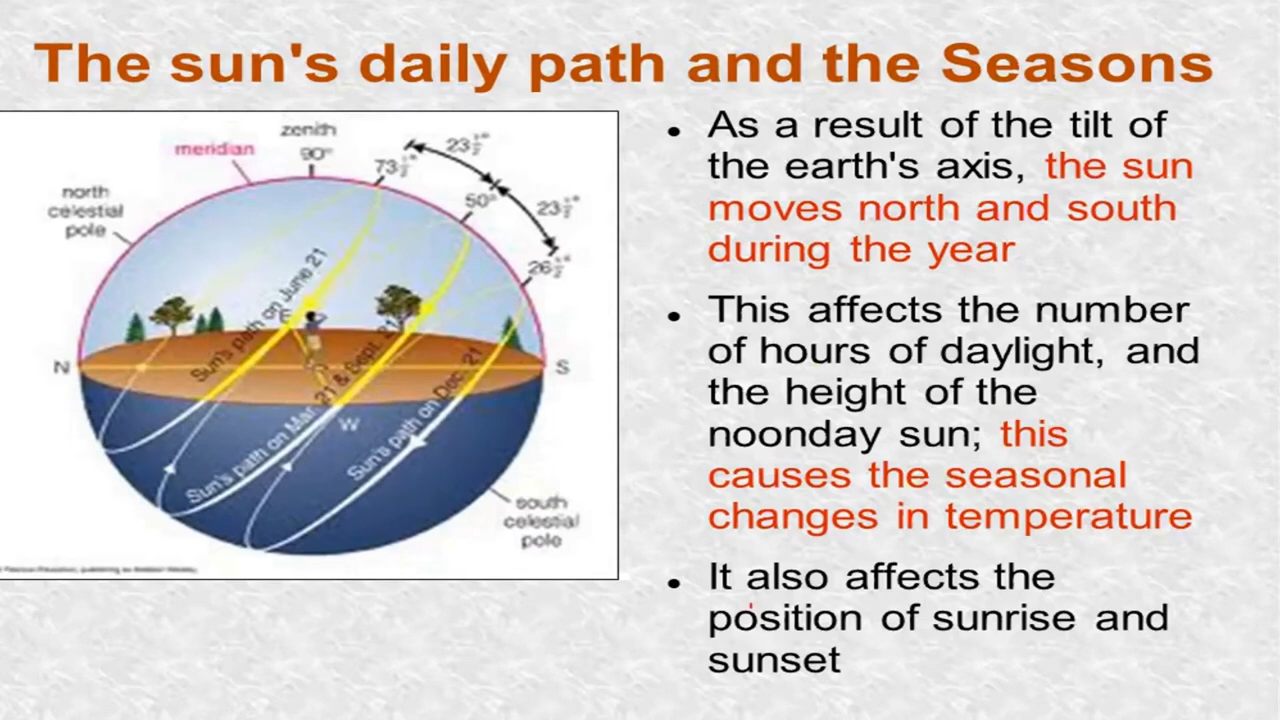 The sun's daily path and the Seasons
zenith
90°
meridian
north
celestial
pole
73½°
23½°
50°
23½°
26½°
Sun's path on June 21
Sun's path on Mar. 21 & Sept. 21
Sun's path on Dec. 21
E
N
S
W
south
celestial
pole
• As a result of the tilt of
the earth's axis, the sun
moves north and south
during the year
• This affects the number
of hours of daylight, and
the height of the
noonday sun; this
causes the seasonal
changes in temperature
• It also affects the
position of sunrise and
sunset